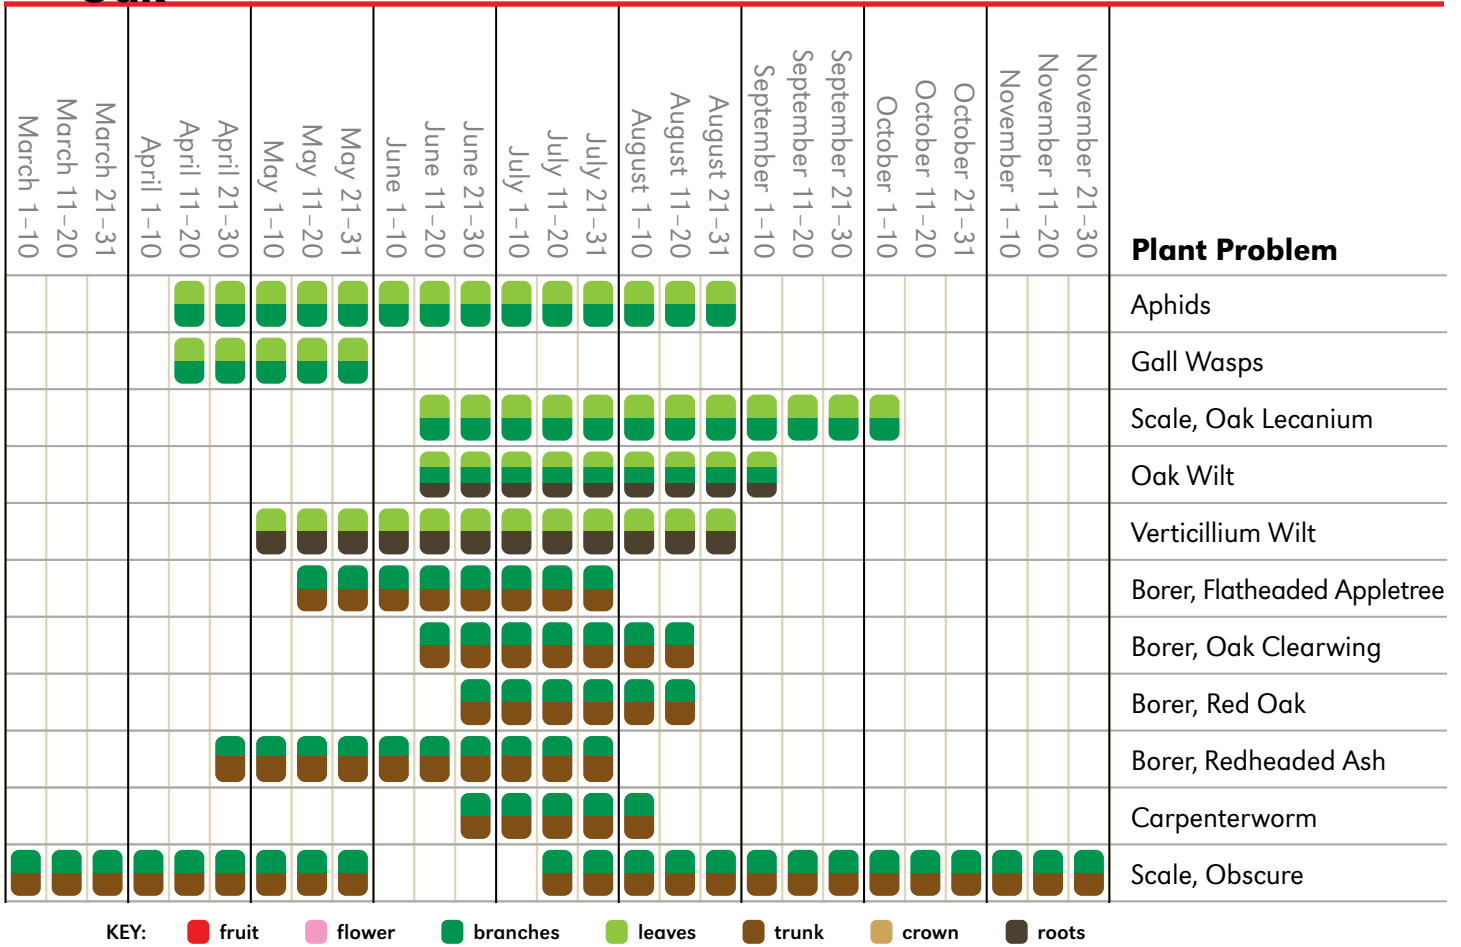 March 1–10
March 11–20
March 21–31
April 1–10
April 11–20
April 21–30
May 1–10
May 11–20
May 21–31
June 1–10
June 11–20
June 21–30
July 1–10
July 11–20
July 21–31
August 1–10
August 11–20
August 21–31
September 1–10
September 11–20
September 21–30
October 1–10
October 11–20
October 21–31
November 1–10
November 11–20
November 21–30
Plant Problem
Aphids
Gall Wasps
Scale, Oak Lecanium
Oak Wilt
Verticillium Wilt
Borer, Flatheaded Appletree
Borer, Oak Clearwing
Borer, Red Oak
Borer, Redheaded Ash
Carpenterworm
Scale, Obscure
KEY: fruit flower branches leaves trunk crown roots